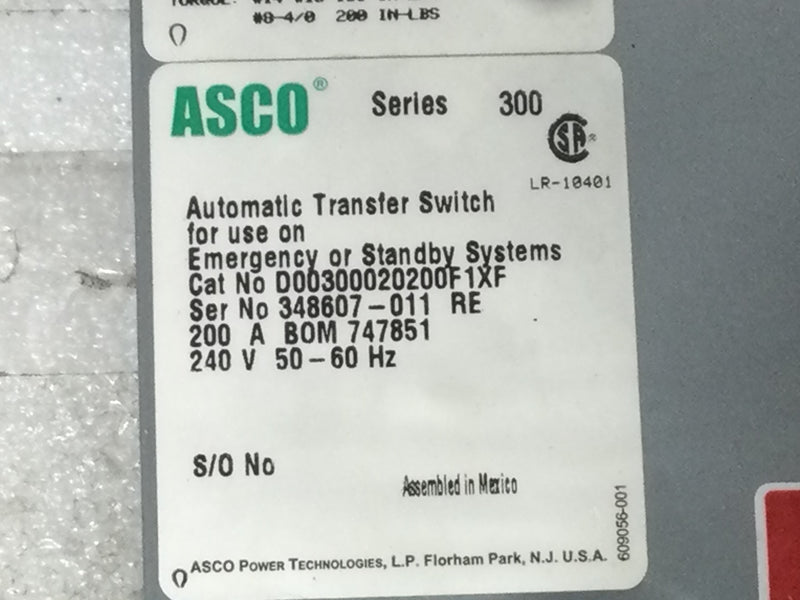 #8-4/0 200 IN-LBS
ASCO® Series 300
SA®
LR-10401
Automatic Transfer Switch
for use on
Emergency or Standby Systems
Cat No D00300020200F1XF
Ser No 348607-011 RE
200 A BOM 747851
240 V 50-60 Hz
S/O No
Assembled in Mexico
609056-001
ASCO POWER TECHNOLOGIES, L.P. Florham Park, N.J. U.S.A.